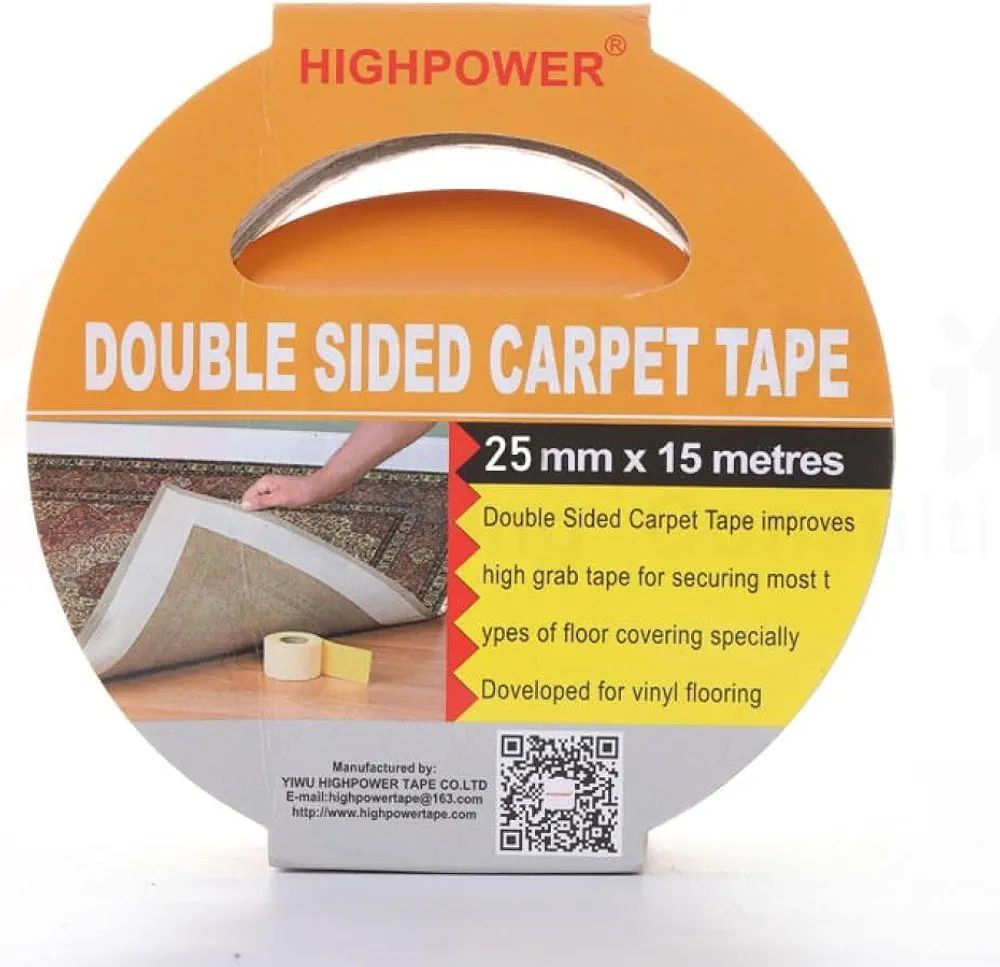 HIGHPOWER®
DOUBLE SIDED CARPET TAPE
25 mm x 15 metres
Double Sided Carpet Tape improves
high grab tape for securing most t
ypes of floor covering specially
Doveloped for vinyl flooring
Manufactured by:
YIWU HIGHPOWER TAPE CO.LTD
E-mail:highpowertape@163.com
http://www.highpowertape.com